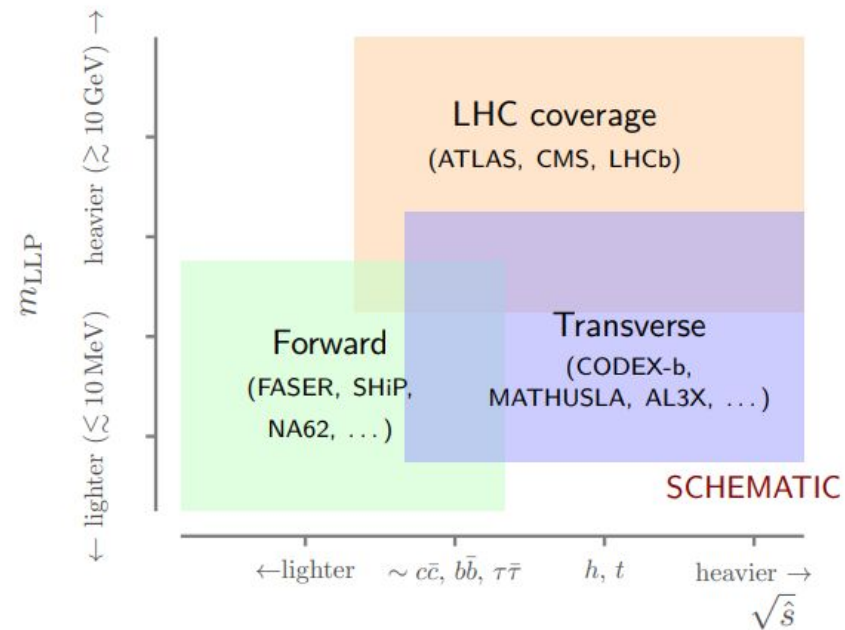 m_LLP
← lighter (≲ 10 MeV)    heavier (≳ 10 GeV) →
LHC coverage
(ATLAS, CMS, LHCb)
Forward
(FASER, SHiP,
NA62, ...)
Transverse
(CODEX-b,
MATHUSLA, AL3X, ...)
SCHEMATIC
←lighter    ∼ cc̄, bb̄, ττ̄    h, t    heavier →
√ŝ